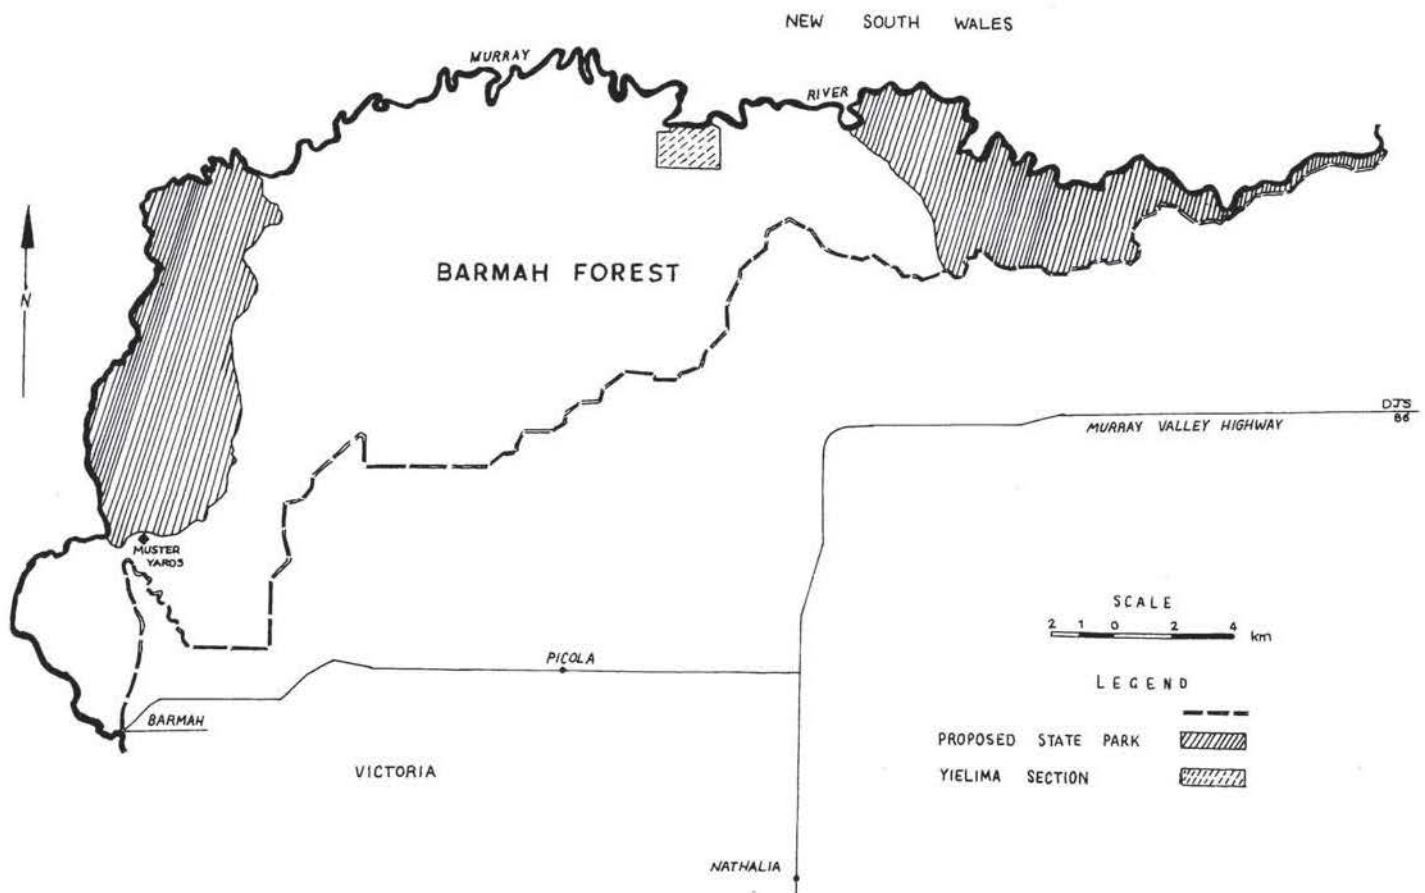 NEW SOUTH WALES
MURRAY
RIVER
N
BARMAH FOREST
DJS
86
MURRAY VALLEY HIGHWAY
MUSTER
YARDS
SCALE
2 1 0 2 4 km
PICOLA
LEGEND
BARMAH
PROPOSED STATE PARK
VICTORIA
YIELIMA SECTION
NATHALIA